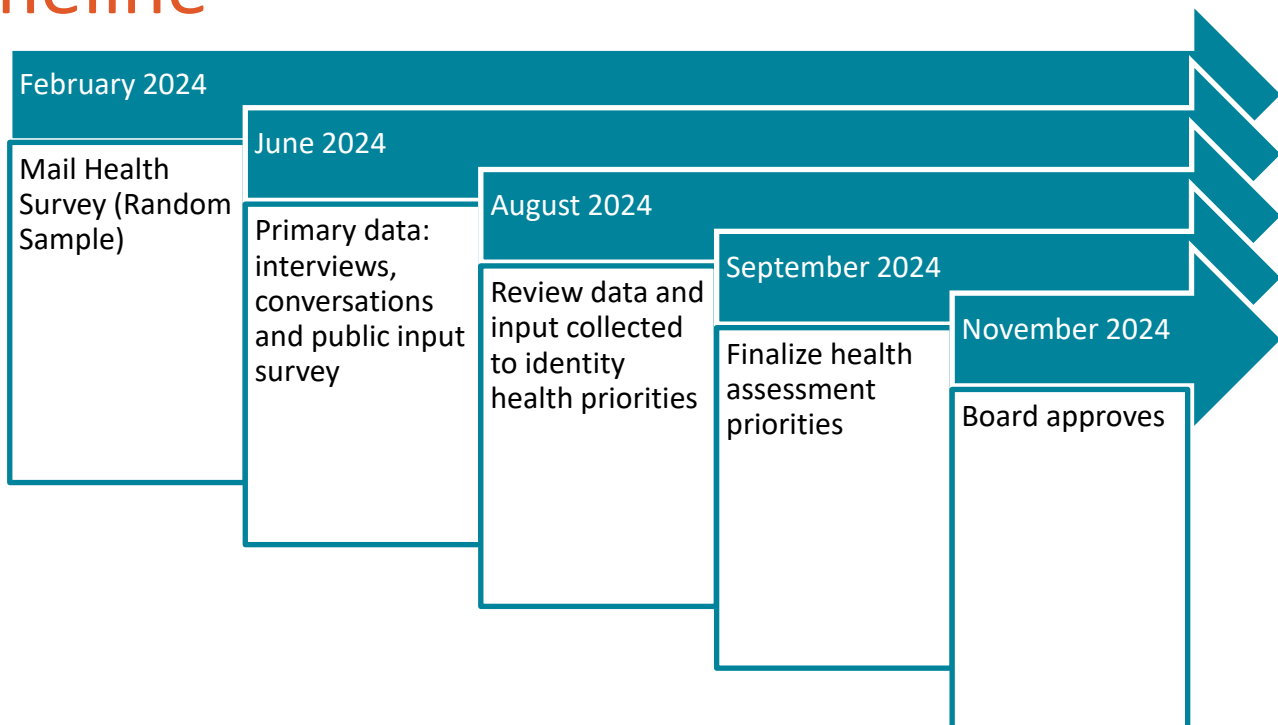 neline
February 2024
Mail Health
Survey (Random
Sample)
June 2024
Primary data:
interviews,
conversations
and public input
survey
August 2024
Review data and
input collected
to identity
health priorities
September 2024
Finalize health
assessment
priorities
November 2024
Board approves